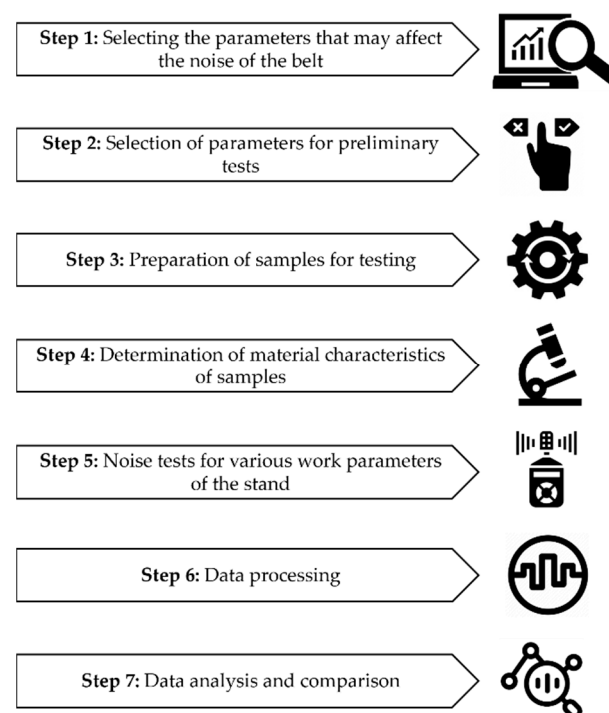 Step 1: Selecting the parameters that may affect
the noise of the belt
Step 2: Selection of parameters for preliminary
tests
Step 3: Preparation of samples for testing
Step 4: Determination of material characteristics
of samples
Step 5: Noise tests for various work parameters
of the stand
Step 6: Data processing
Step 7: Data analysis and comparison